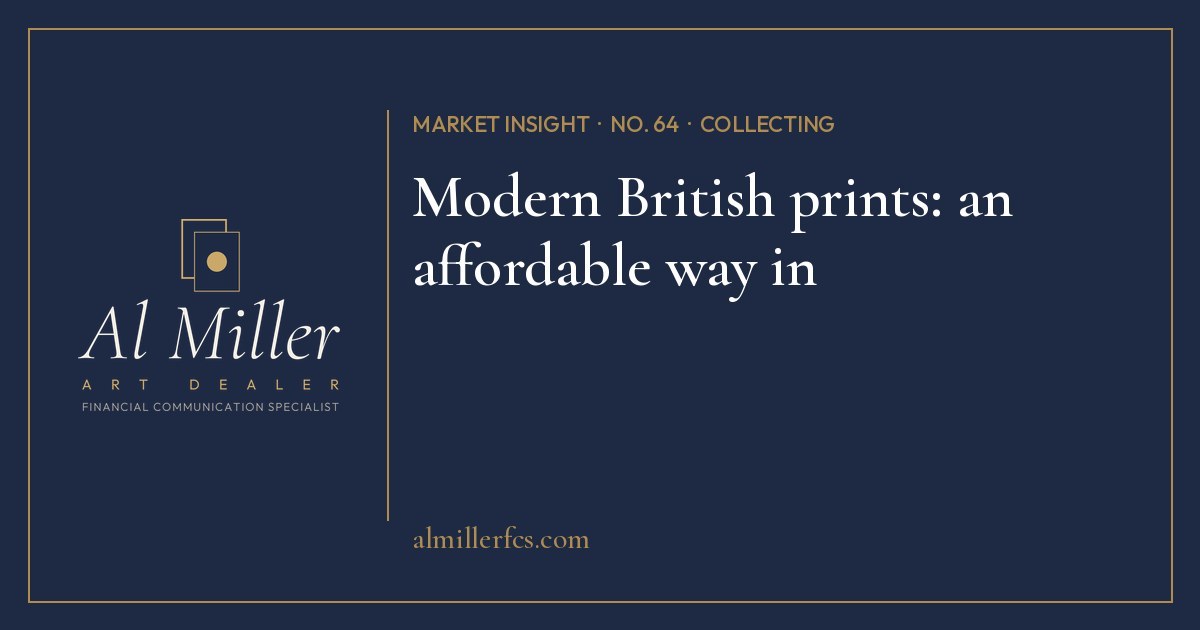 Al Miller
ART DEALER
FINANCIAL COMMUNICATION SPECIALIST
MARKET INSIGHT · NO. 64 · COLLECTING
Modern British prints: an
affordable way in
almillerfcs.com